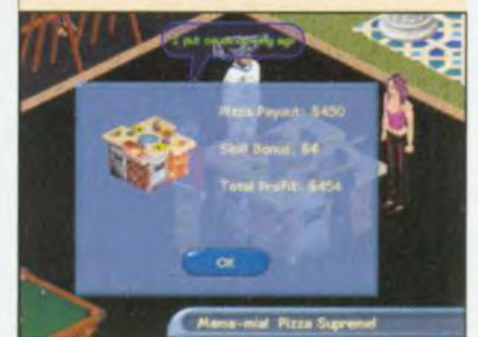 Pizza Payout: $450
Skill Bonus: $4
Total Profit: $454
OK
Mama-mia! Pizza Supreme!